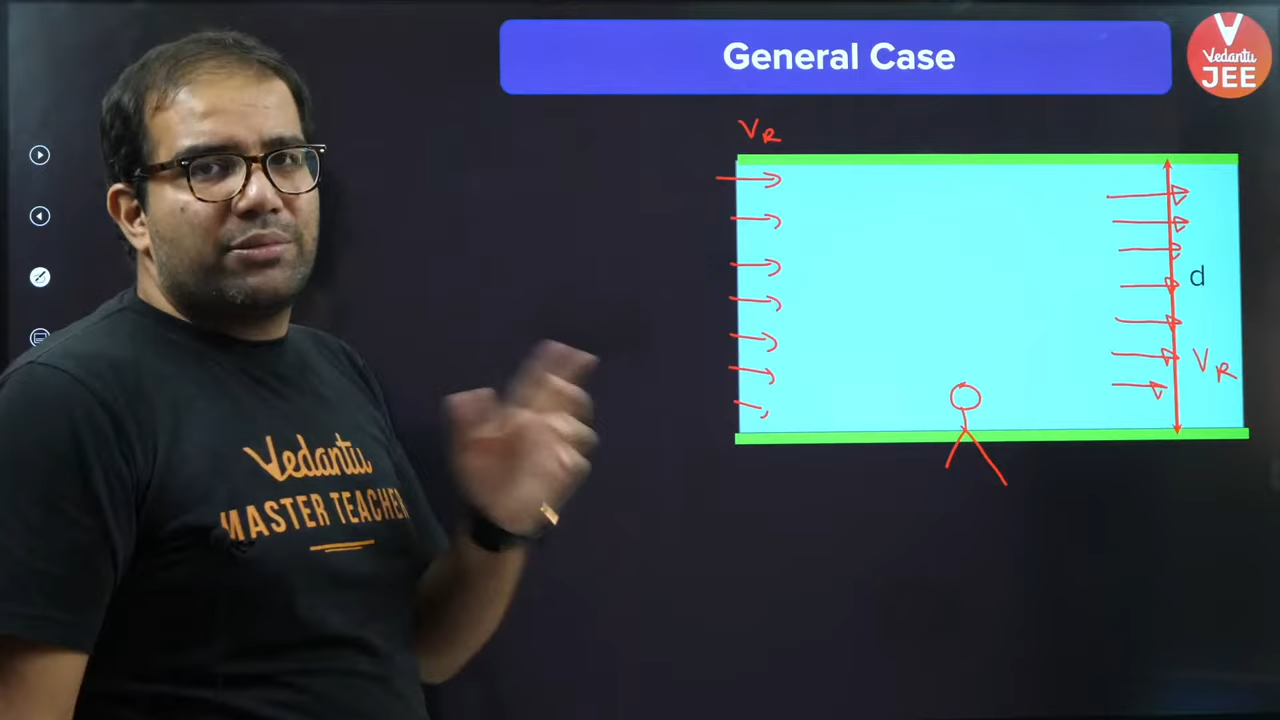 General Case
Vedantu
JEE
V_R
d
V_R
Vedantu
MASTER TEACHER